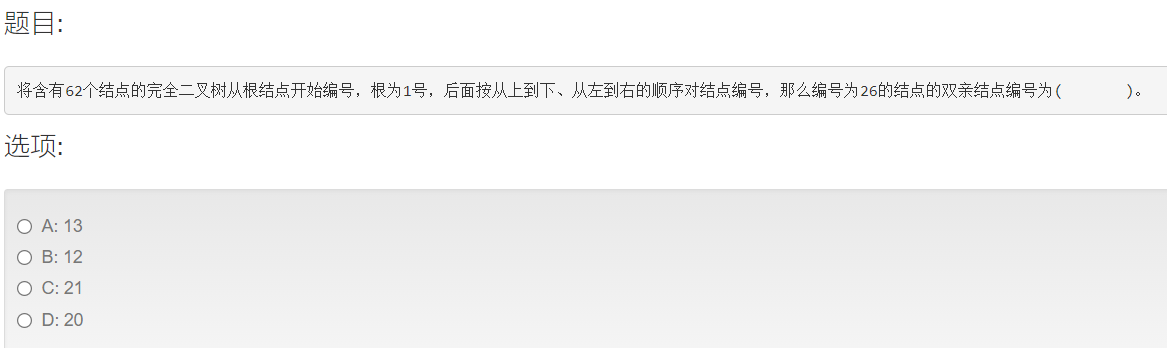 题目:
将含有62个结点的完全二叉树从根结点开始编号，根为1号，后面按从上到下、从左到右的顺序对结点编号，那么编号为26的结点的双亲结点编号为(       )。
选项:
A: 13
B: 12
C: 21
D: 20